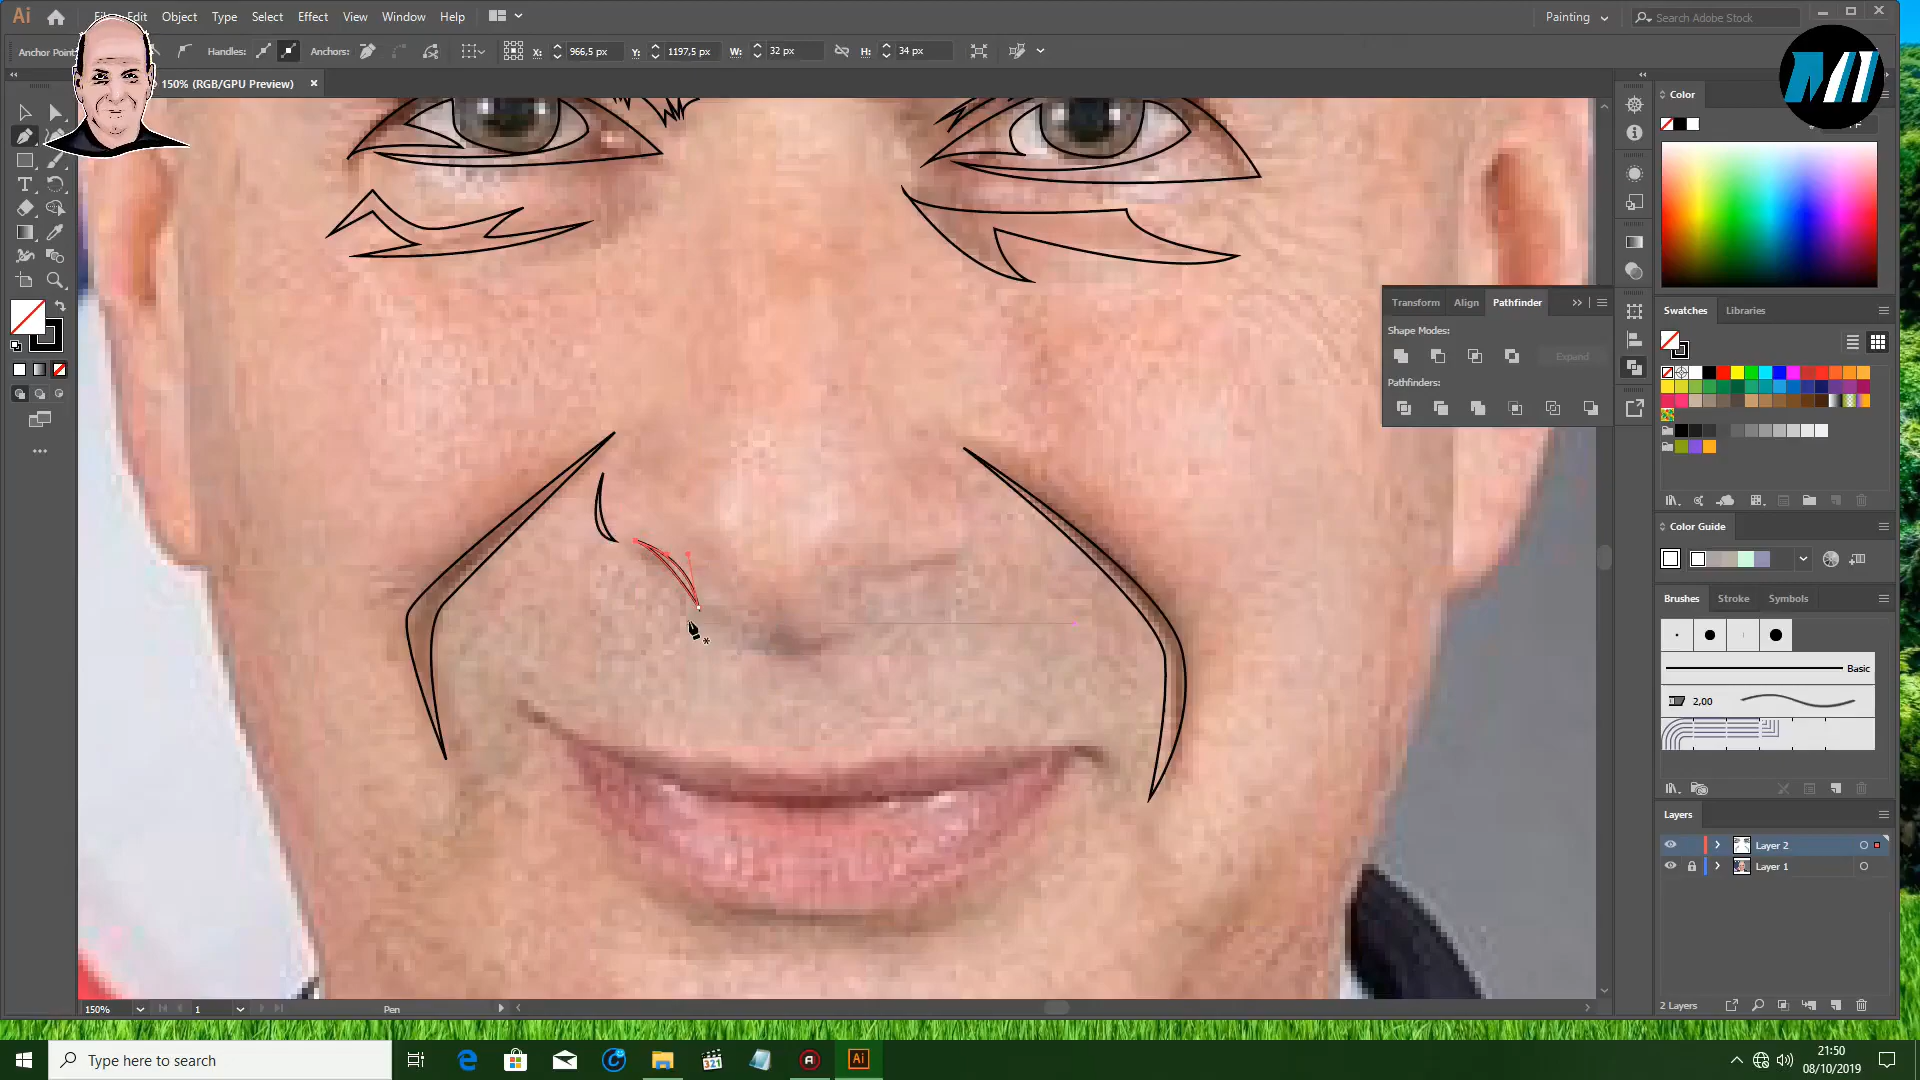 Ai File Edit Object Type Select Effect View Window Help
Painting
Search Adobe Stock
Anchor Point
Handles:
Anchors:
X: 966,5 px
Y: 1197,5 px
W: 32 px
H: 34 px
150% (RGB/GPU Preview)
Color
Transform Align Pathfinder
Shape Modes:
Expand
Pathfinders:
Swatches Libraries
Color Guide
Brushes Stroke Symbols
Basic
2,00
Layers
Layer 2
Layer 1
2 Layers
150%
1
Pen
Type here to search
321
Ai
21:50
08/10/2019